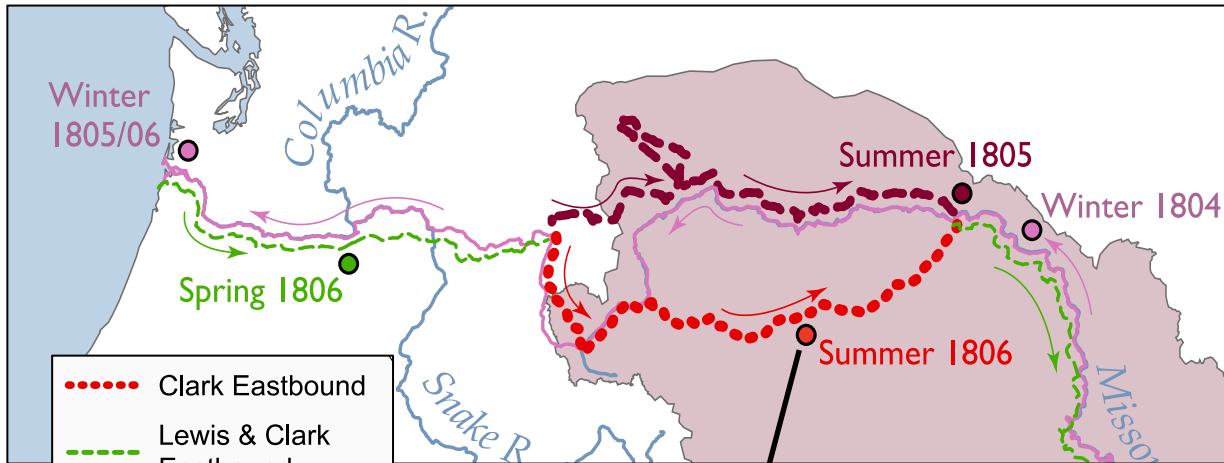 Columbia R.
Winter
1805/06
Summer 1805
Winter 1804
Spring 1806
Summer 1806
Snake R.
Clark Eastbound
Lewis & Clark